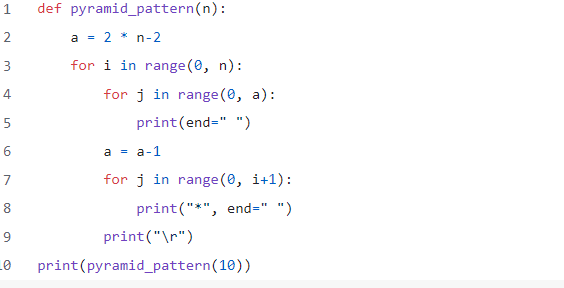 1 def pyramid_pattern(n):
2     a = 2 * n-2
3     for i in range(0, n):
4         for j in range(0, a):
5             print(end=" ")
6         a = a-1
7         for j in range(0, i+1):
8             print("*", end=" ")
9         print("\r")
10 print(pyramid_pattern(10))